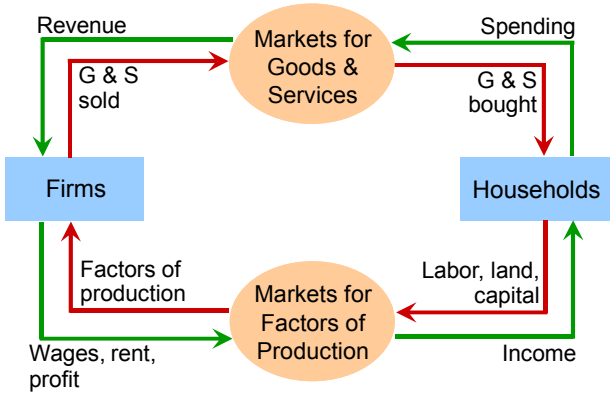 Revenue
Markets for
Goods &
Services
Spending
G & S
sold
G & S
bought
Firms
Households
Factors of
production
Markets for
Factors of
Production
Labor, land,
capital
Wages, rent,
profit
Income